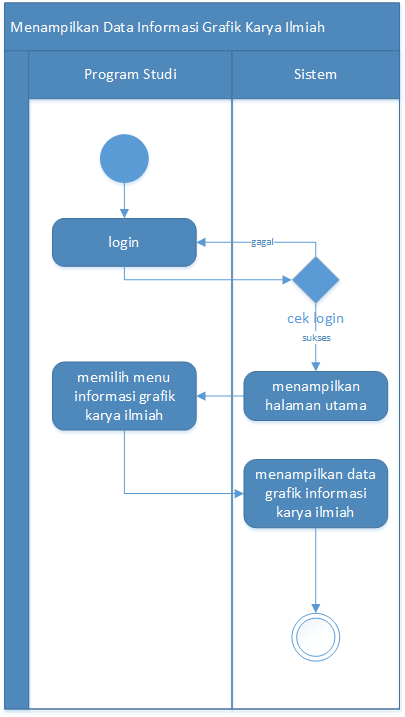 Menampilkan Data Informasi Grafik Karya Ilmiah
Program Studi
Sistem
login
gagal
cek login
sukses
menampilkan
halaman utama
memilih menu
informasi grafik
karya ilmiah
menampilkan data
grafik informasi
karya ilmiah